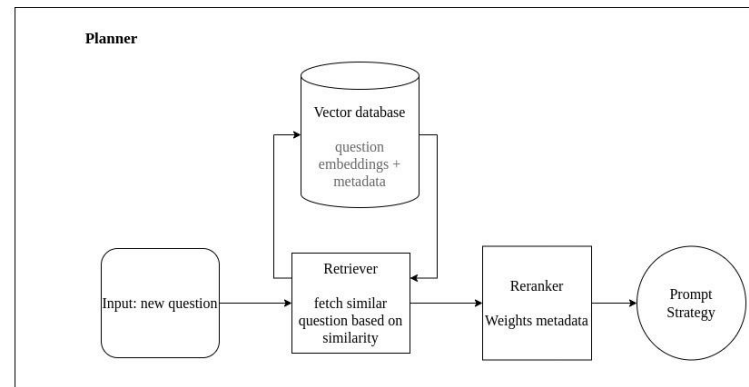 Planner
Vector database
question
embeddings +
metadata
Input: new question
Retriever
fetch similar
question based on
similarity
Reranker
Weights metadata
Prompt
Strategy